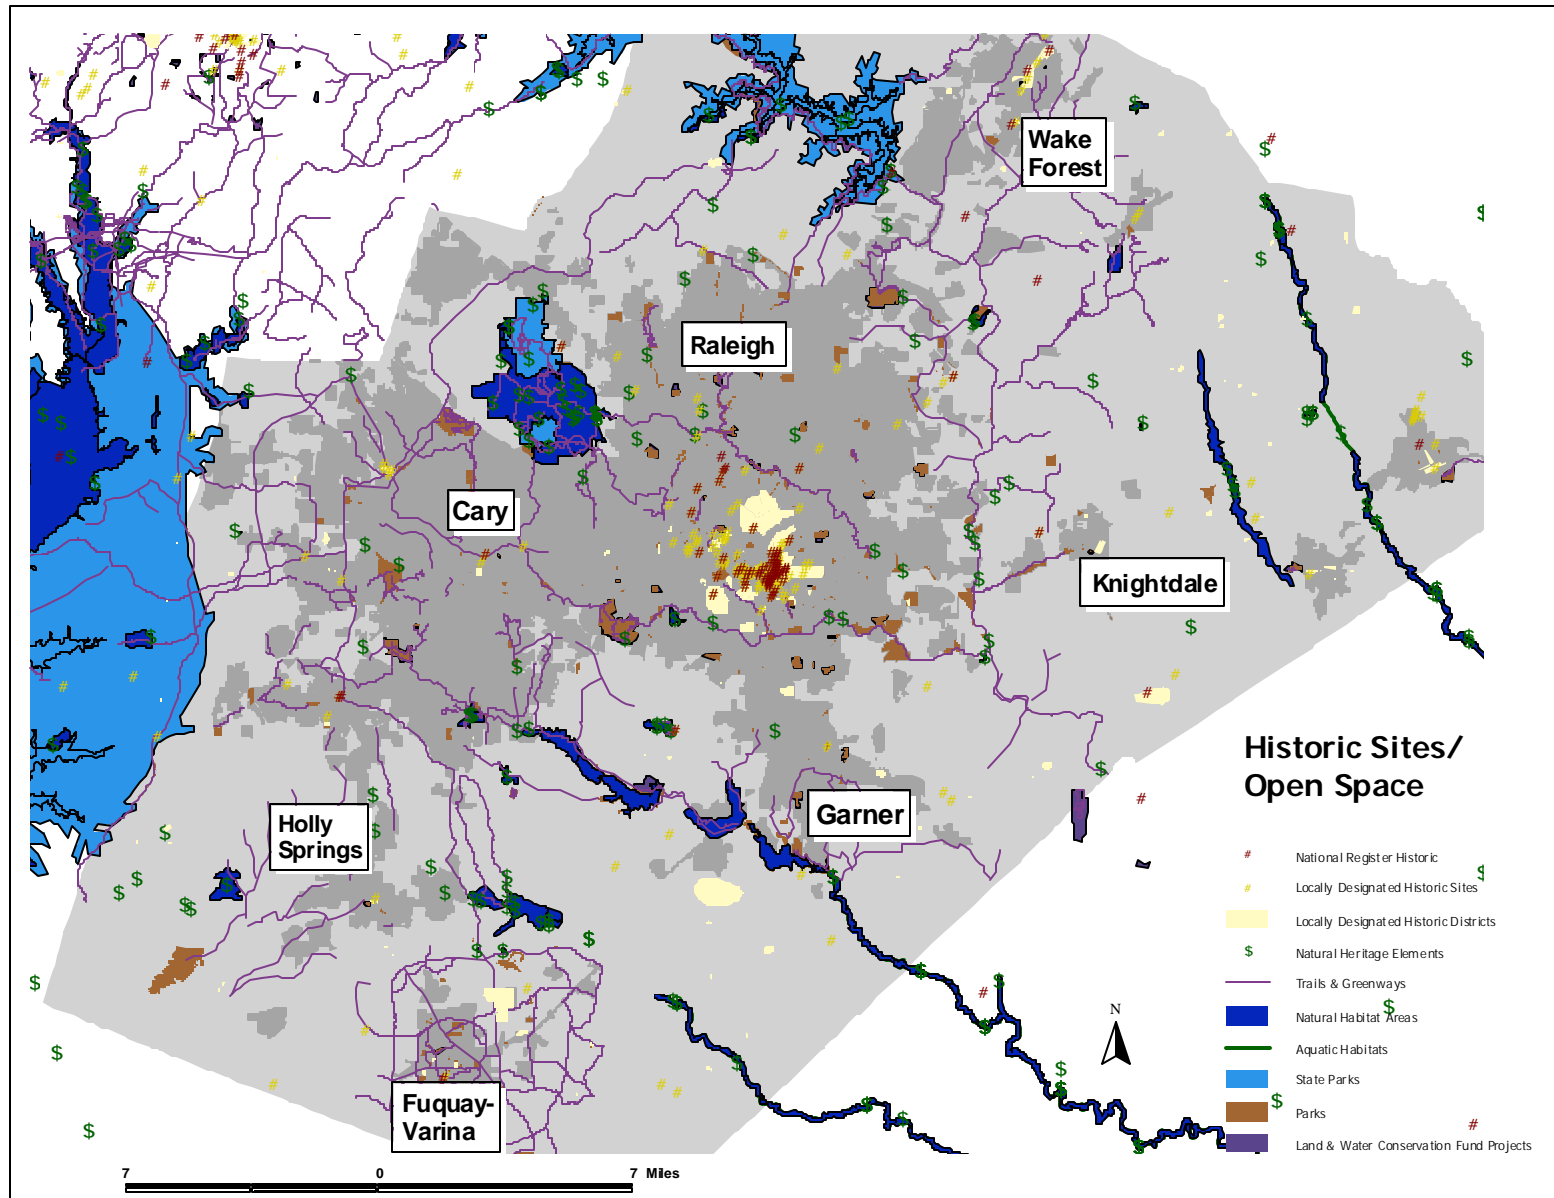 Wake
Forest
Raleigh
Cary
Knightdale
Historic Sites/
Open Space
Holly
Springs
Garner
National Register Historic
Locally Designated Historic Sites
Locally Designated Historic Districts
Natural Heritage Elements
Trails & Greenways
Natural Habitat Areas
Aquatic Habitats
State Parks
Parks
Land & Water Conservation Fund Projects
N
Fuquay-
Varina
7 0 7 Miles